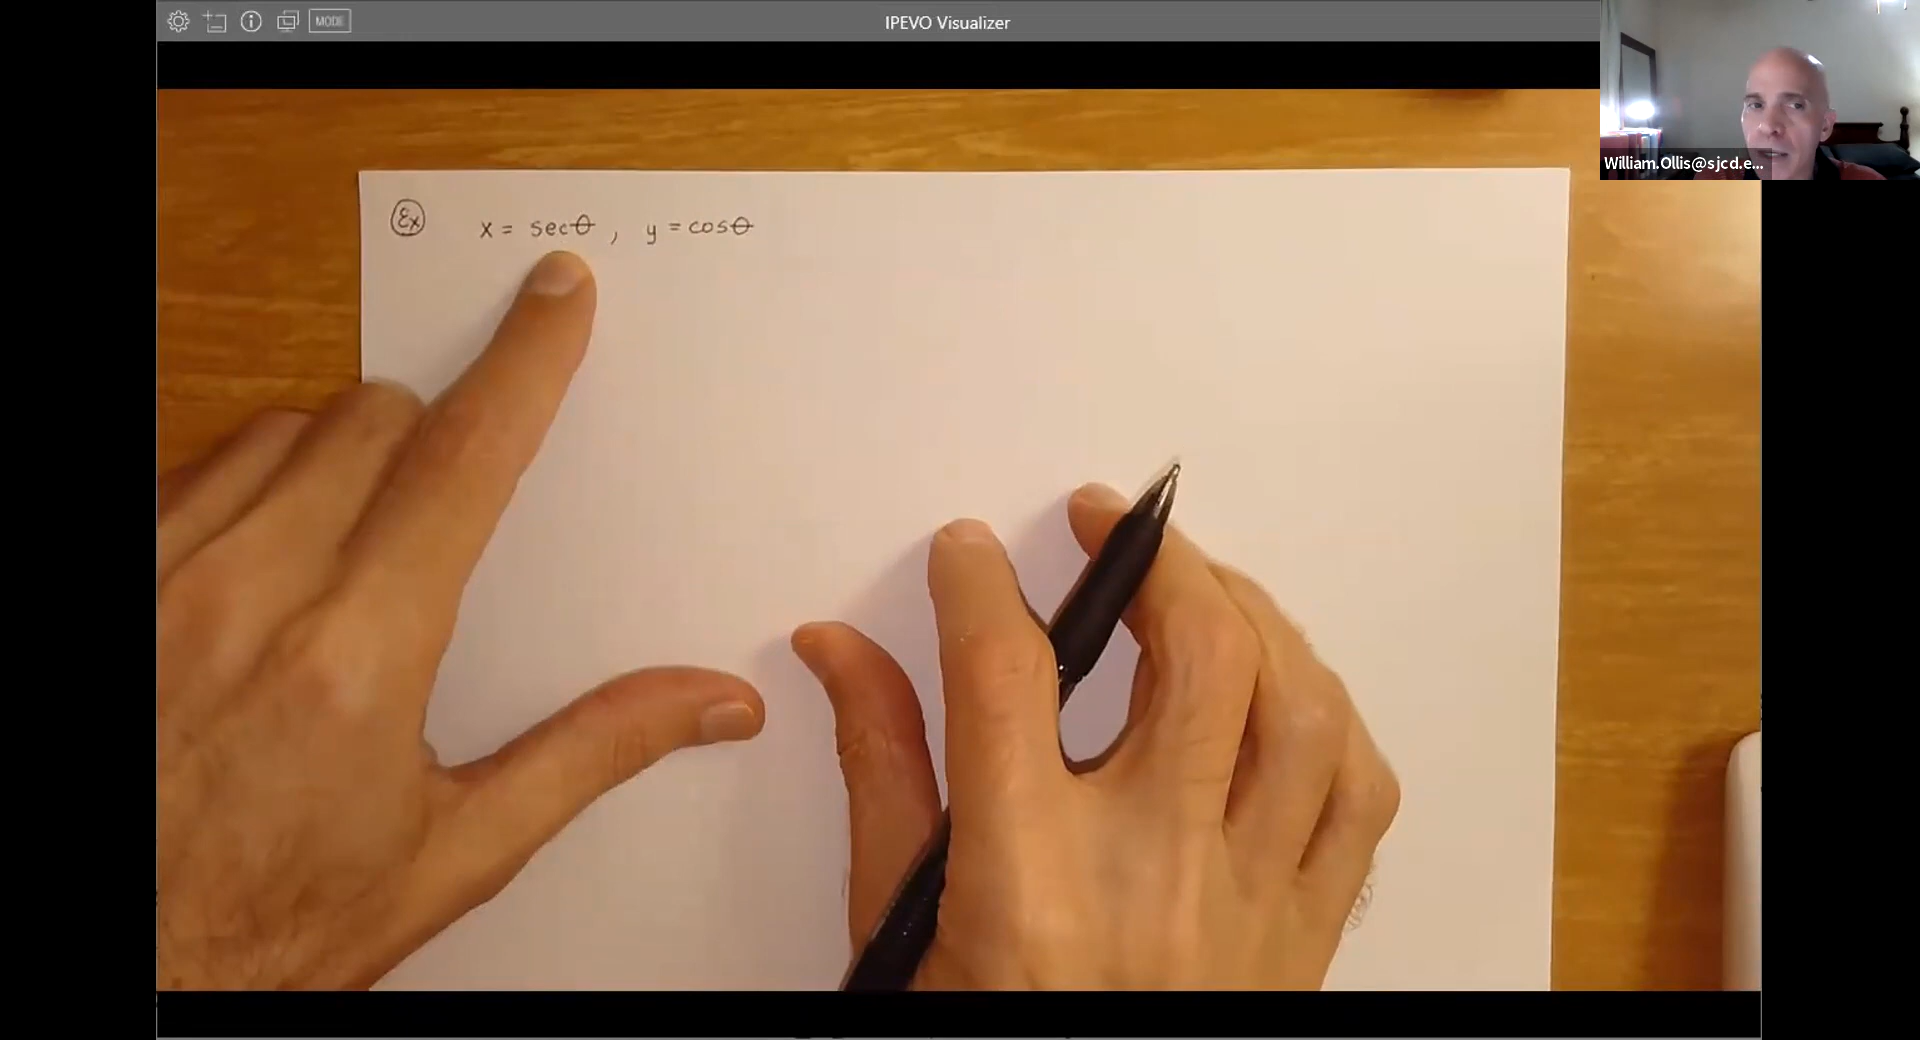 MODE
IPEVO Visualizer
William.Ollis@sjcd.e...
Ex x = secθ , y = cosθ